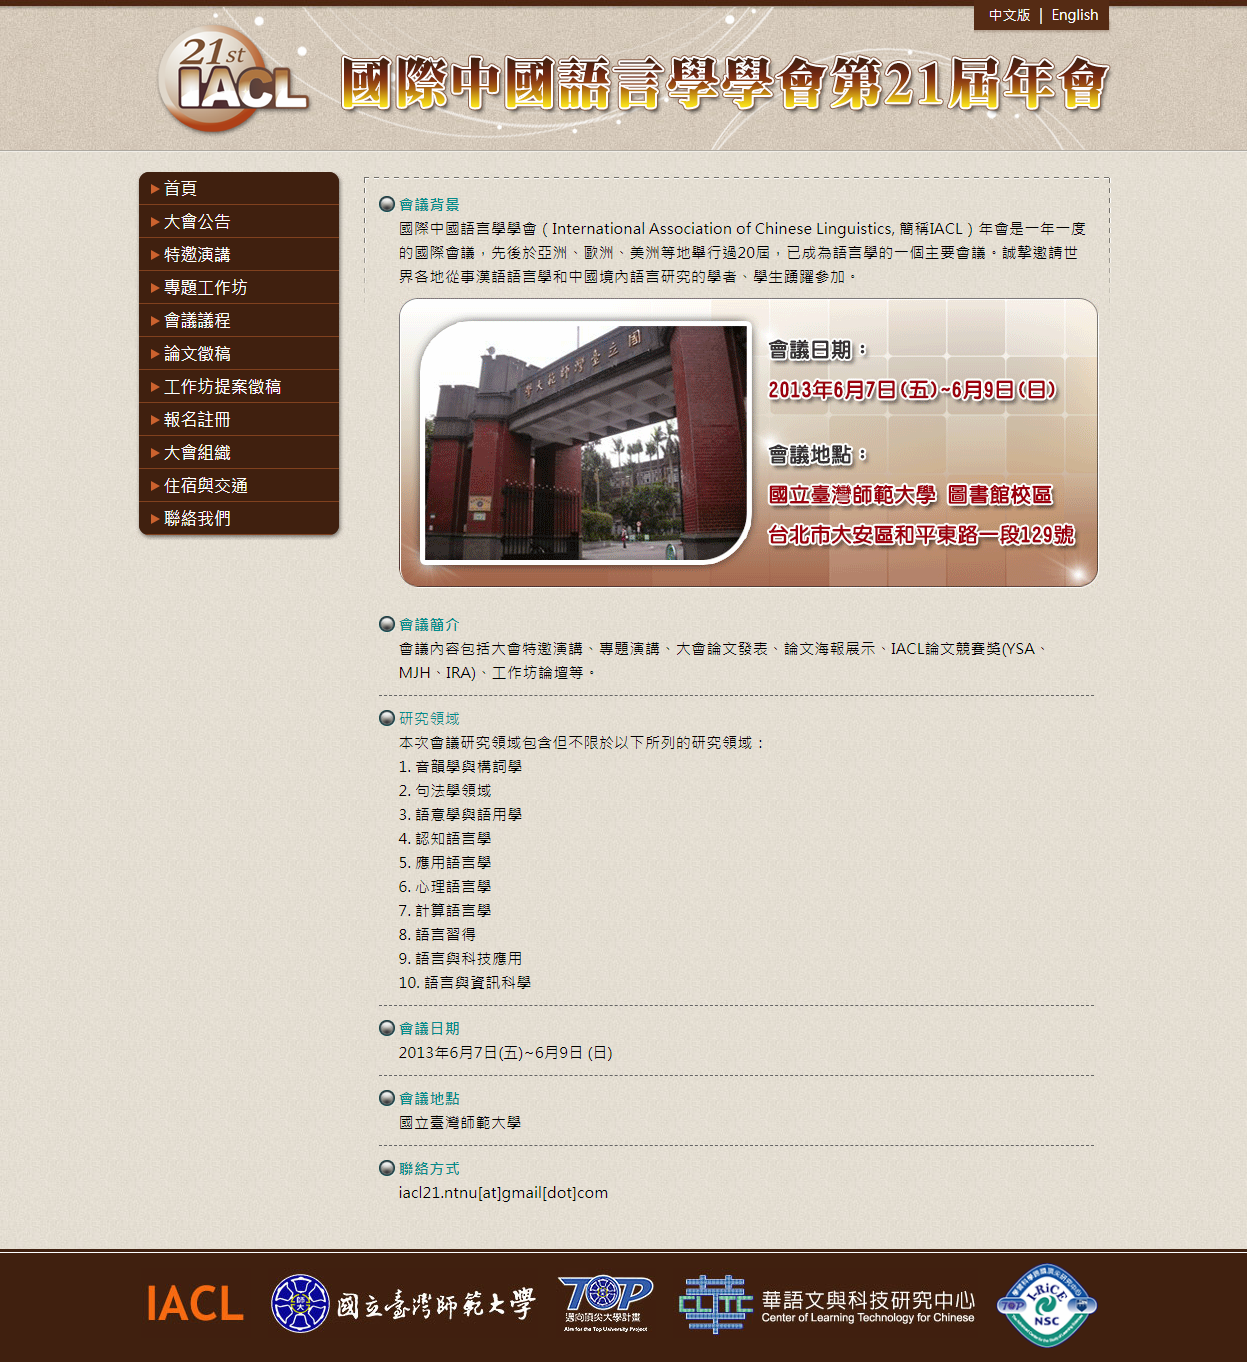 中文版 | English
21st
IACL
國際中國語言學學會第21屆年會
首頁
大會公告
特邀演講
專題工作坊
會議議程
論文徵稿
工作坊提案徵稿
報名註冊
大會組織
住宿與交通
聯絡我們
會議背景
國際中國語言學學會（International Association of Chinese Linguistics, 簡稱IACL）年會是一年一度
的國際會議，先後於亞洲、歐洲、美洲等地舉行過20屆，已成為語言學的一個主要會議。誠摯邀請世
界各地從事漢語語言學和中國境內語言研究的學者、學生踴躍參加。
學大範師灣臺立國
會議日期：
2013年6月7日(五)~6月9日(日)
會議地點：
國立臺灣師範大學 圖書館校區
台北市大安區和平東路一段129號
會議簡介
會議內容包括大會特邀演講、專題演講、大會論文發表、論文海報展示、IACL論文競賽獎(YSA、
MJH、IRA)、工作坊論壇等。
研究領域
本次會議研究領域包含但不限於以下所列的研究領域：
1. 音韻學與構詞學
2. 句法學領域
3. 語意學與語用學
4. 認知語言學
5. 應用語言學
6. 心理語言學
7. 計算語言學
8. 語言習得
9. 語言與科技應用
10. 語言與資訊科學
會議日期
2013年6月7日(五)~6月9日 (日)
會議地點
國立臺灣師範大學
聯絡方式
iacl21.ntnu[at]gmail[dot]com
IACL
師大
國立臺灣師範大學
TOP
邁向頂尖大學計畫
Aim for the Top University Project
CLTC
華語文與科技研究中心
Center of Learning Technology for Chinese
I-RiCE
TOP
NSC